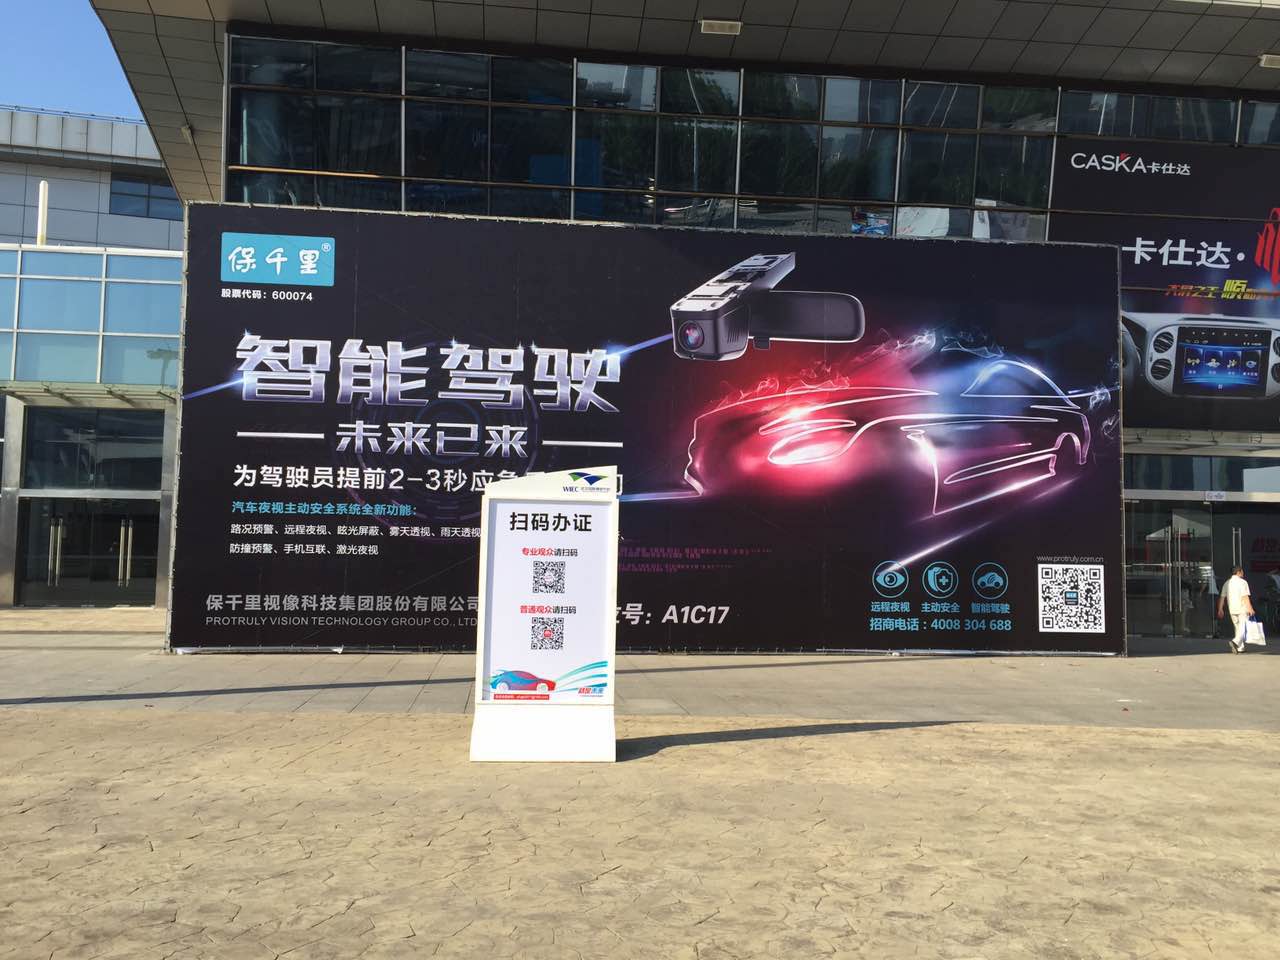 保千里®
股票代码：600074
智能驾驶
未来已来
为驾驶员提前2-3秒应急
汽车夜视主动安全系统全新功能：
路况预警、远程夜视、眩光屏蔽、雾天透视、雨天透视
防撞预警、手机互联、激光夜视
保千里视像科技集团股份有限公司
PROTRULY VISION TECHNOLOGY GROUP CO., LTD
号：A1C17
www.protruly.com.cn
远程夜视 主动安全 智能驾驶
招商电话：4008 304 688
CASKA卡仕达
卡仕达·
WIEC
扫码办证
专业观众请扫码
普通观众请扫码